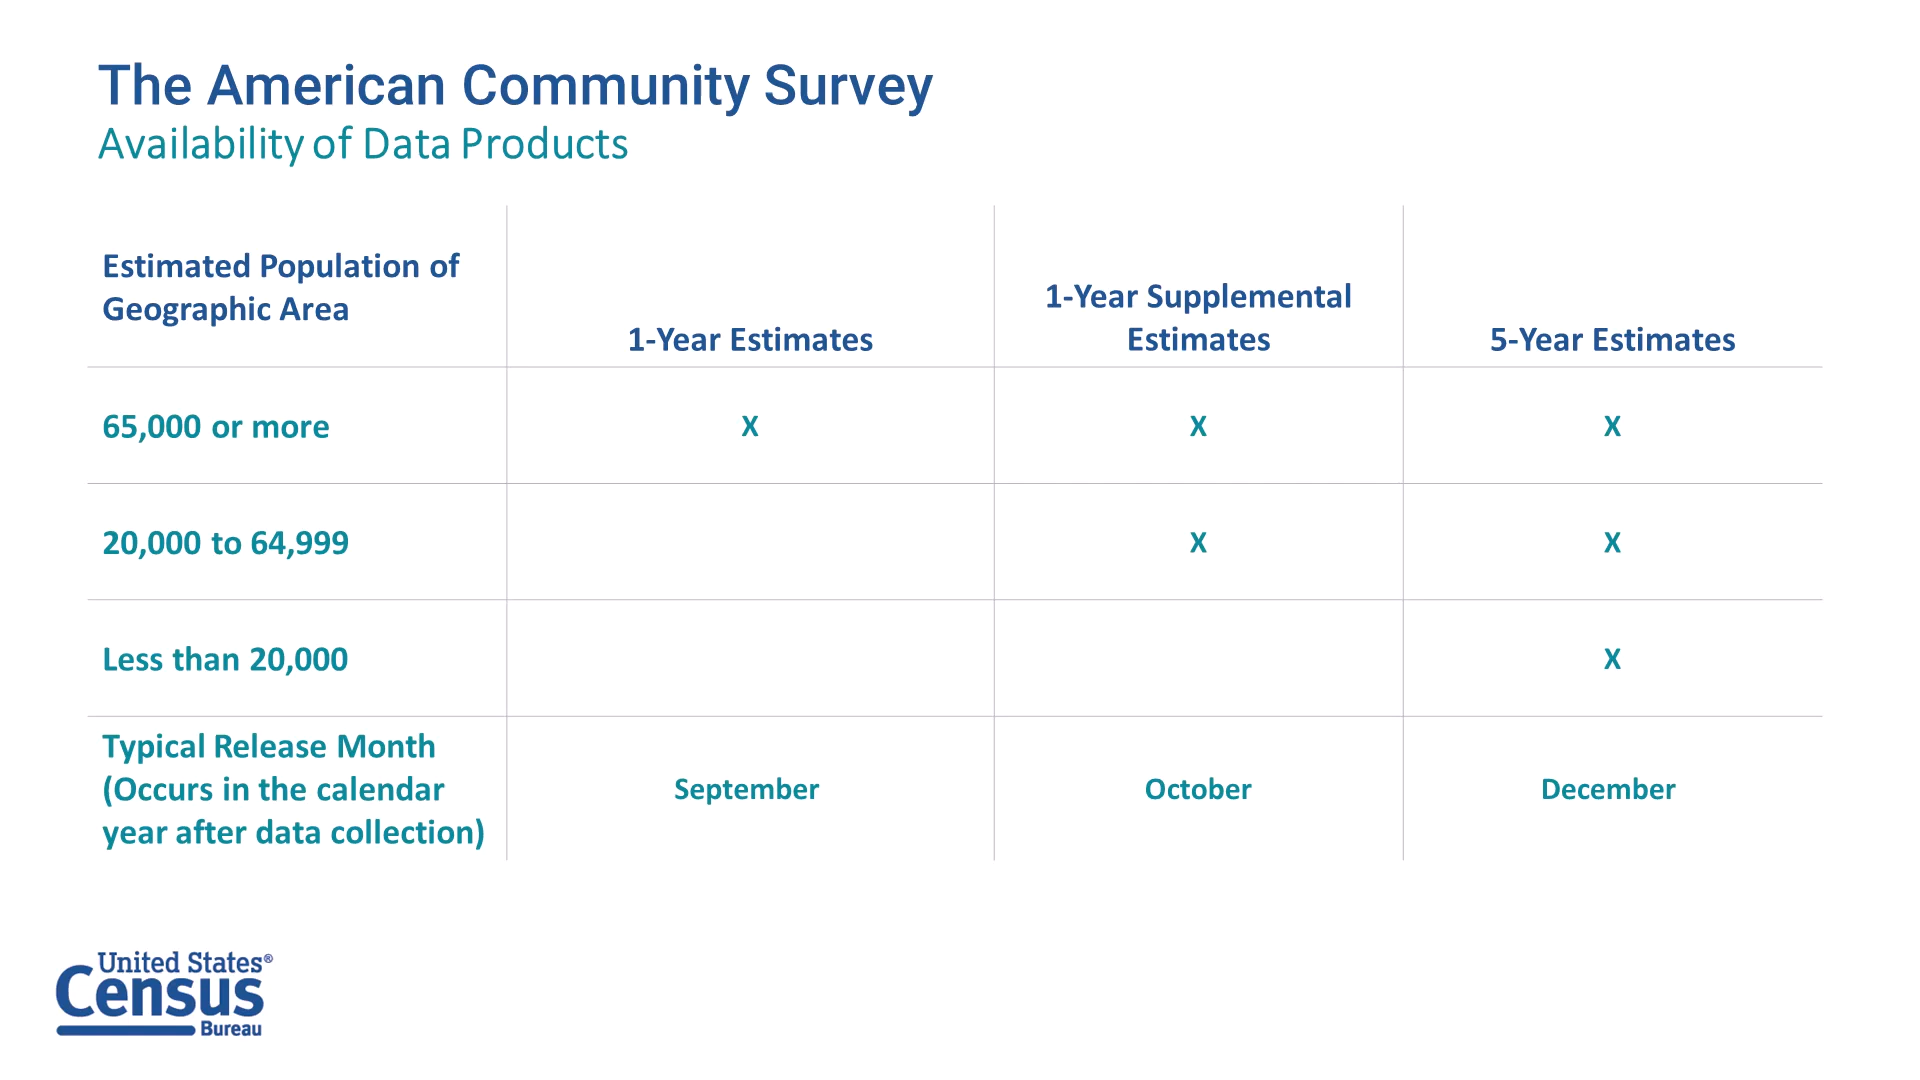 The American Community Survey
Availability of Data Products
Estimated Population of
Geographic Area
1-Year Estimates
1-Year Supplemental
Estimates
5-Year Estimates
65,000 or more
X
X
X
20,000 to 64,999
X
X
Less than 20,000
X
Typical Release Month
(Occurs in the calendar
year after data collection)
September
October
December
United States®
Census
Bureau